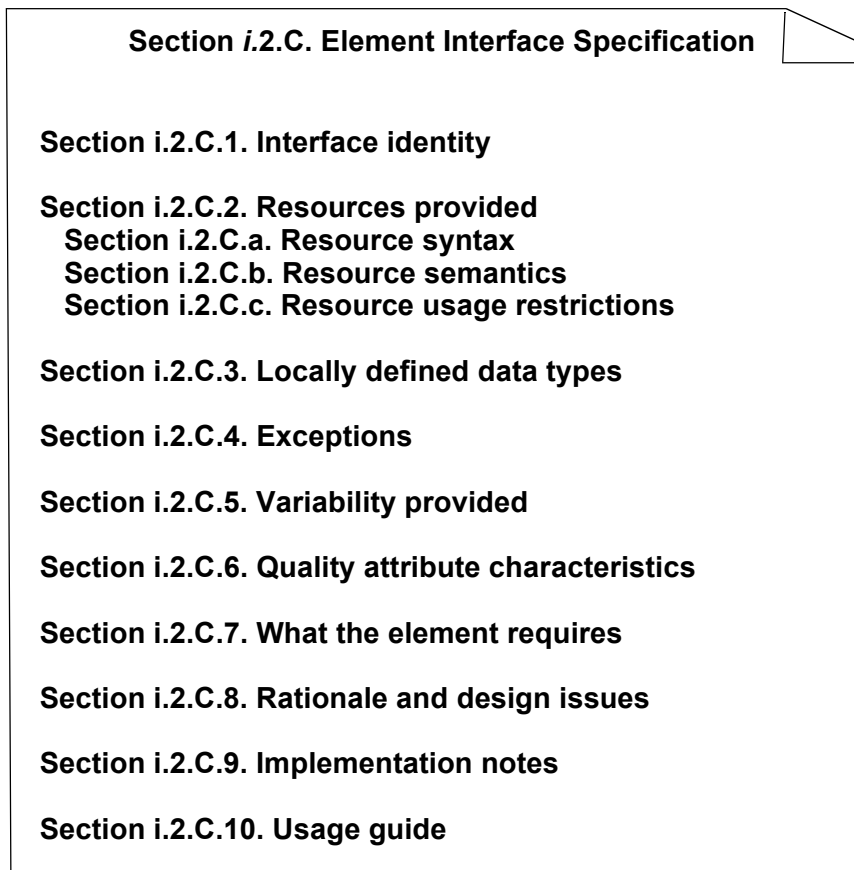 Section i.2.C. Element Interface Specification
Section i.2.C.1. Interface identity
Section i.2.C.2. Resources provided
Section i.2.C.a. Resource syntax
Section i.2.C.b. Resource semantics
Section i.2.C.c. Resource usage restrictions
Section i.2.C.3. Locally defined data types
Section i.2.C.4. Exceptions
Section i.2.C.5. Variability provided
Section i.2.C.6. Quality attribute characteristics
Section i.2.C.7. What the element requires
Section i.2.C.8. Rationale and design issues
Section i.2.C.9. Implementation notes
Section i.2.C.10. Usage guide